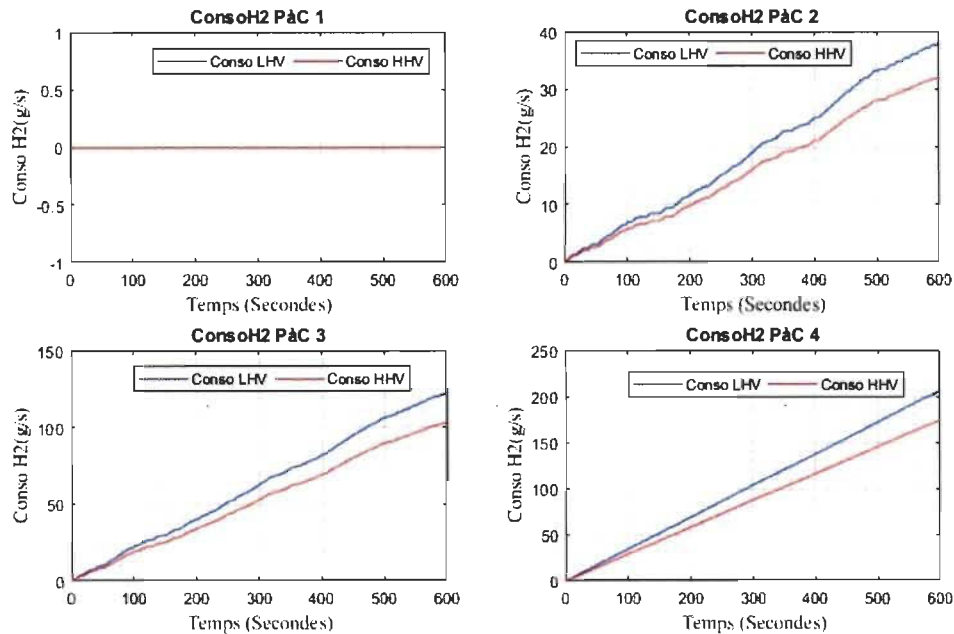 ConsoH2 PàC 1
Conso LHV Conso HHV
1
0.5
0
-0.5
-1
Conso H2(g/s)
0 100 200 300 400 500 600
Temps (Secondes)
ConsoH2 PàC 2
Conso LHV Conso HHV
40
30
20
10
0
Conso H2(g/s)
0 100 200 300 400 500 600
Temps (Secondes)
ConsoH2 PàC 3
Conso LHV Conso HHV
150
100
50
0
Conso H2(g/s)
0 100 200 300 400 500 600
Temps (Secondes)
ConsoH2 PàC 4
Conso LHV Conso HHV
250
200
150
100
50
0
Conso H2(g/s)
0 100 200 300 400 500 600
Temps (Secondes)